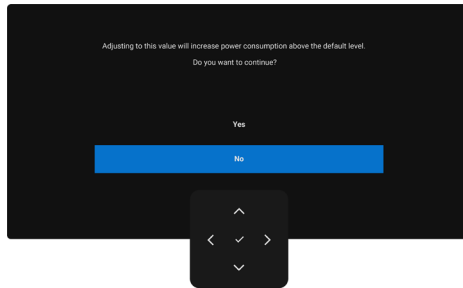 Adjusting to this value will increase power consumption above the default level.
Do you want to continue?
Yes
No